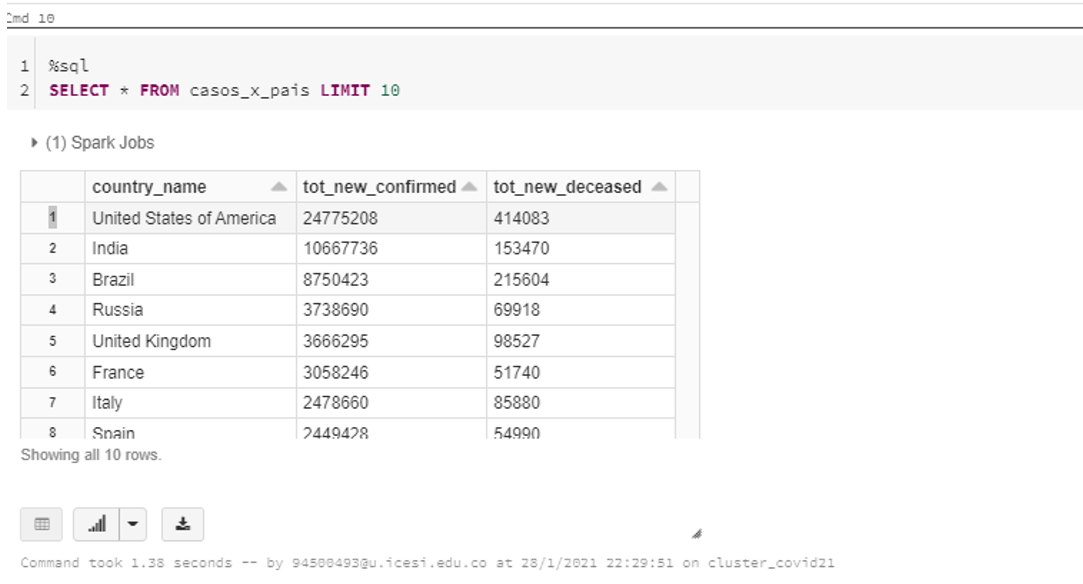 Cmd 10
1 %sql
2 SELECT * FROM casos_x_pais LIMIT 10
(1) Spark Jobs
country_name tot_new_confirmed tot_new_deceased
1 United States of America 24775208 414083
2 India 10667736 153470
3 Brazil 8750423 215604
4 Russia 3738690 69918
5 United Kingdom 3666295 98527
6 France 3058246 51740
7 Italy 2478660 85880
8 Spain 2449428 54990
Showing all 10 rows.
Command took 1.38 seconds -- by 94500493@u.icesi.edu.co at 28/1/2021 22:29:51 on cluster_covid21